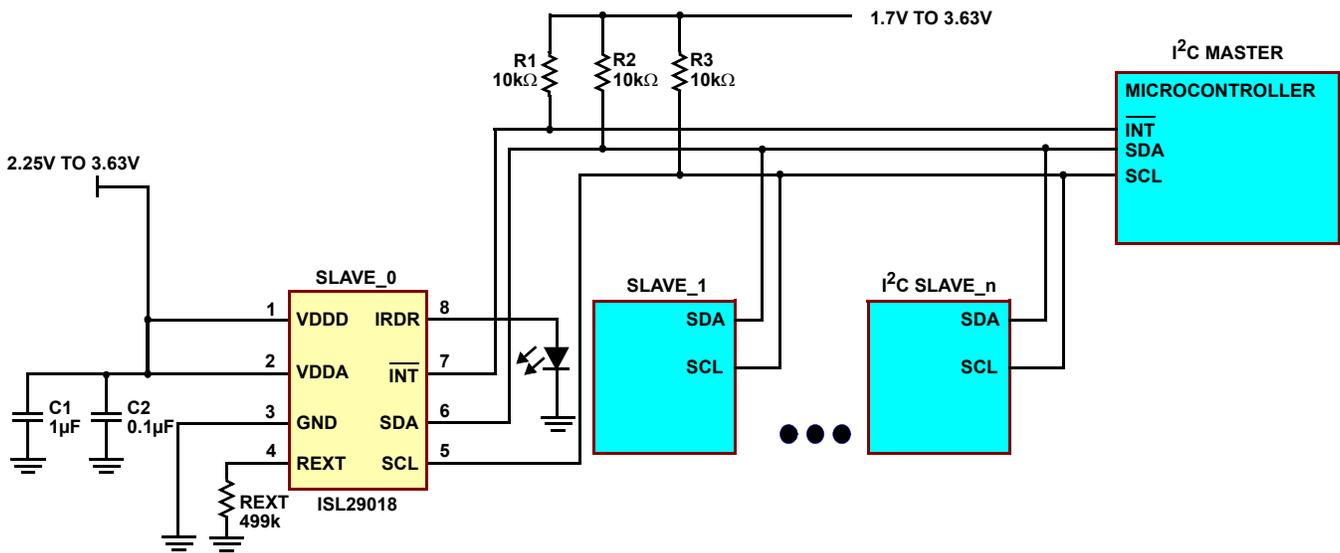 1.7V TO 3.63V
R1
10kΩ
R2
10kΩ
R3
10kΩ
I²C MASTER
MICROCONTROLLER
INT
SDA
SCL
2.25V TO 3.63V
SLAVE_0
1
VDDD
IRDR
8
2
VDDA
INT
7
3
GND
SDA
6
4
REXT
SCL
5
ISL29018
C1
1µF
C2
0.1µF
REXT
499k
SLAVE_1
SDA
SCL
I²C SLAVE_n
SDA
SCL